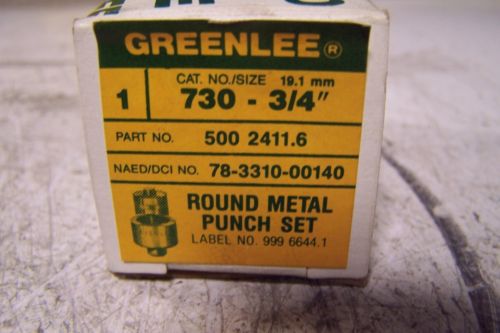 GREENLEE®
CAT. NO./SIZE 19.1 mm
1 730 - 3/4"
PART NO. 500 2411.6
NAED/DCI NO. 78-3310-00140
ROUND METAL
PUNCH SET
LABEL NO. 999 6644.1